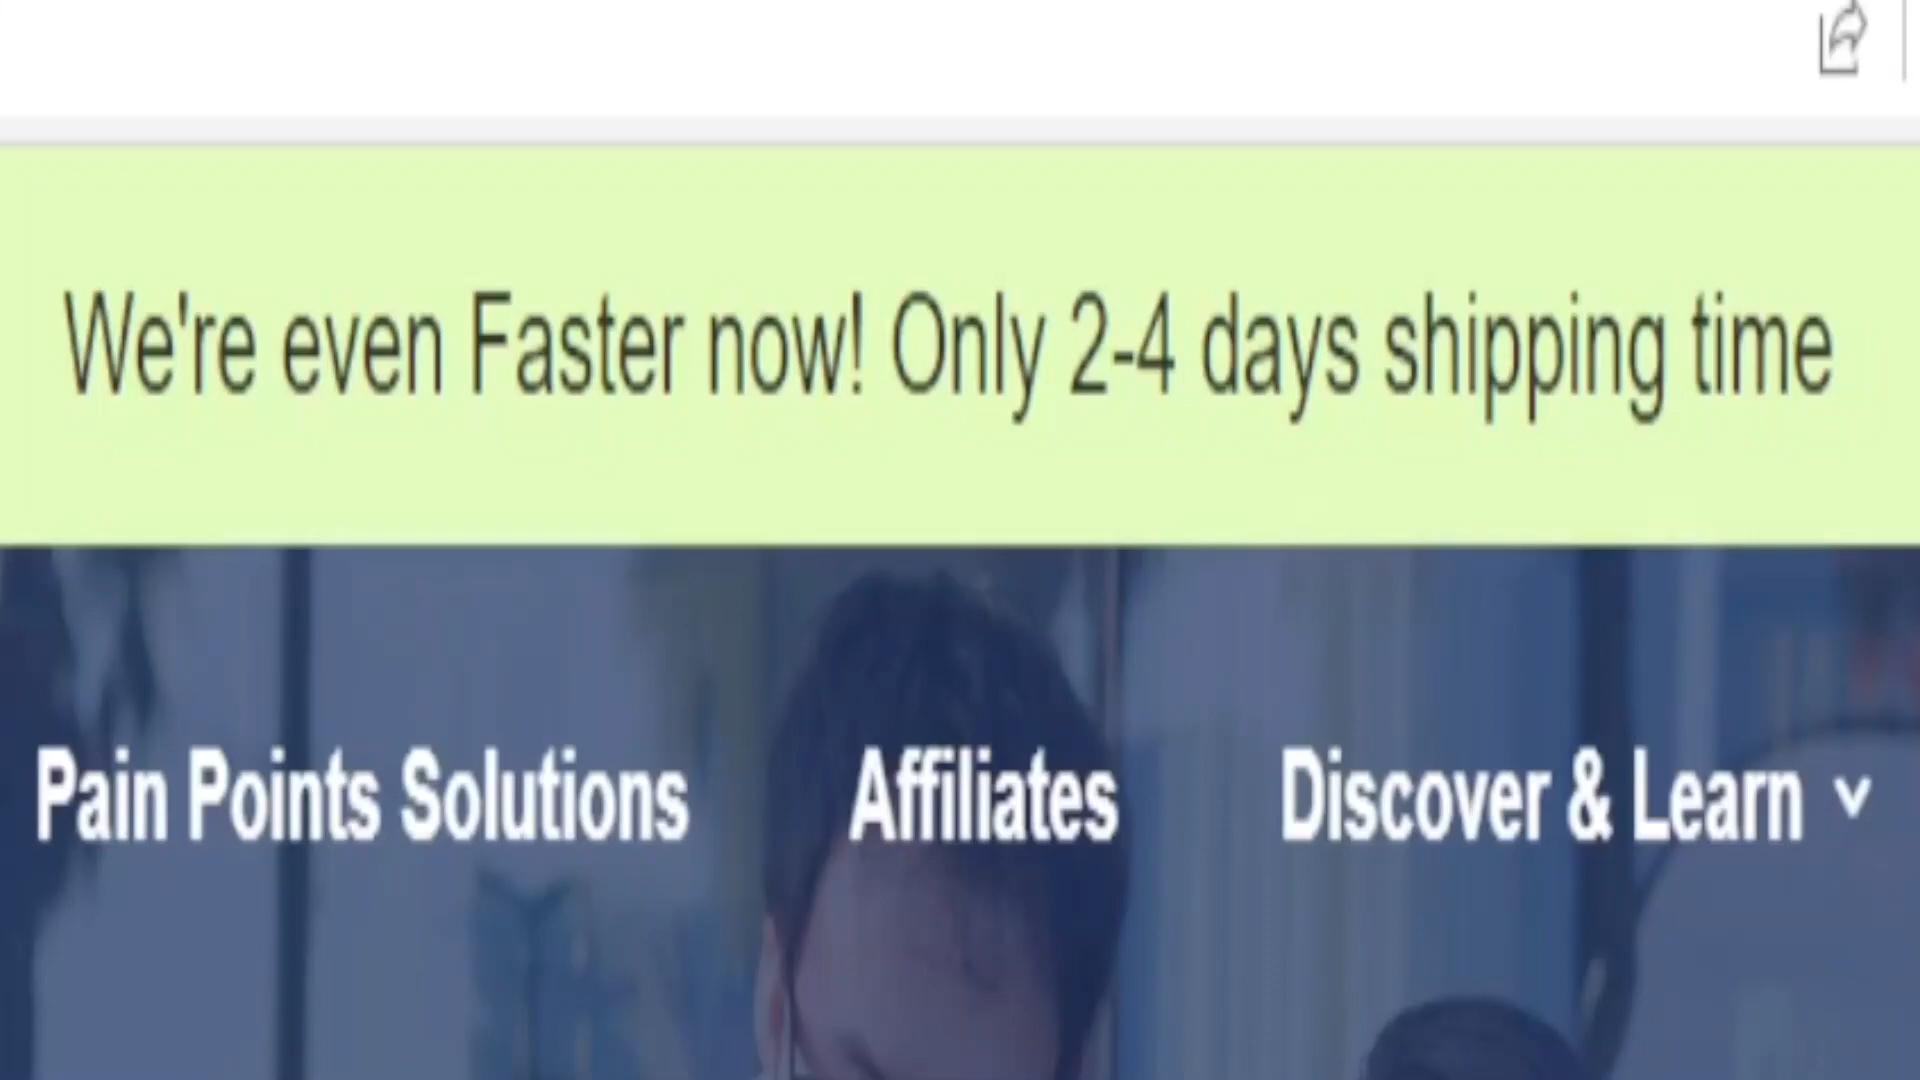 We're even Faster now! Only 2-4 days shipping time
Pain Points Solutions Affiliates Discover & Learn